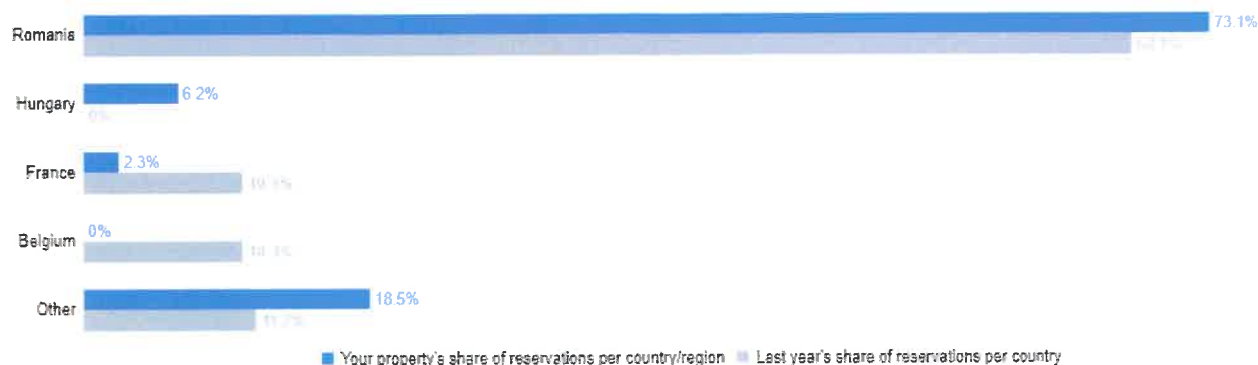 Romania
73.1%
Hungary
6.2%
0%
France
2.3%
Belgium
0%
Other
18.5%
Your property's share of reservations per country/region
Last year's share of reservations per country